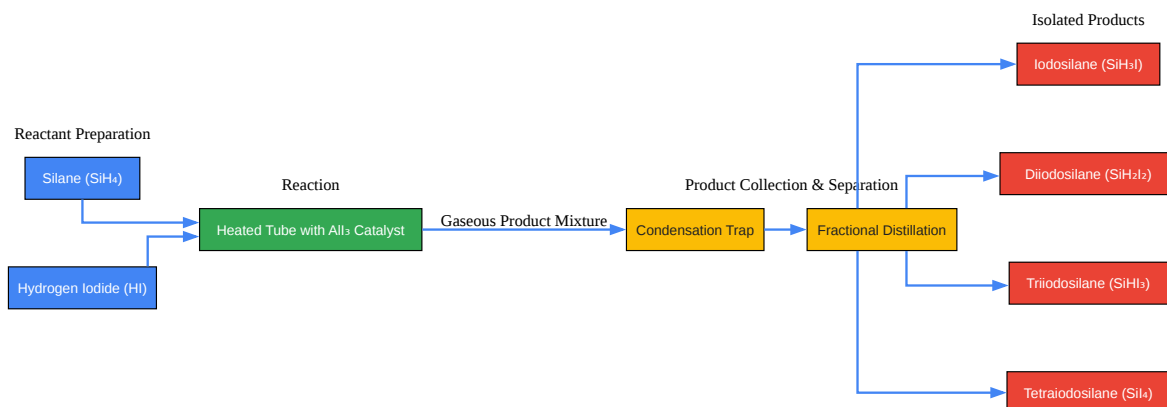 Isolated Products
Iodosilane (SiH₃I)
Reactant Preparation
Silane (SiH₄)
Reaction
Product Collection & Separation
Diiodosilane (SiH₂I₂)
Gaseous Product Mixture
Heated Tube with AlI₃ Catalyst
Condensation Trap
Fractional Distillation
Hydrogen Iodide (HI)
Triiodosilane (SiHI₃)
Tetraiodosilane (SiI₄)